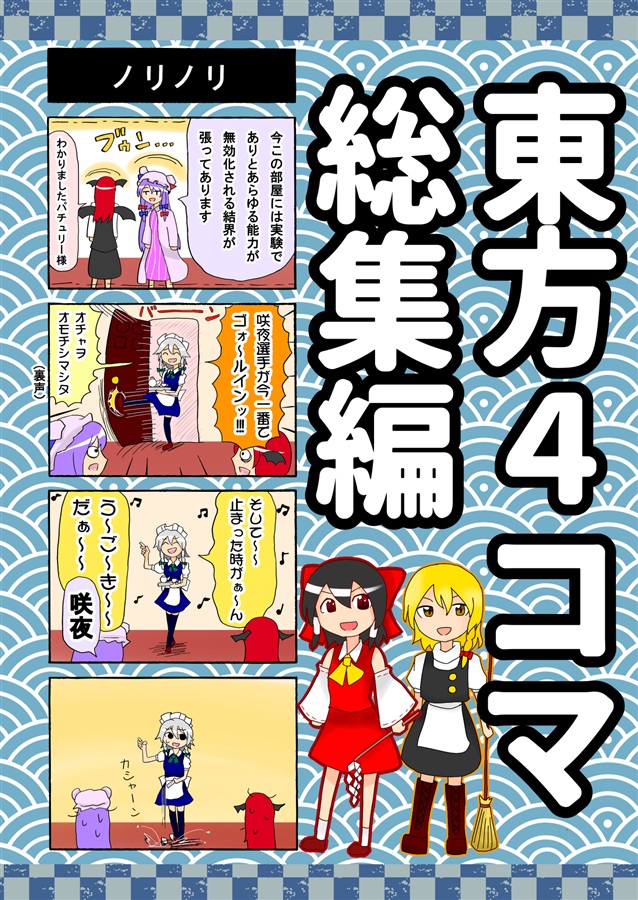 東方4コマ
総集編
ノリノリ
今この部屋には実験で
ありとあらゆる能力が
無効化される結界が
張ってあります
ブゥン…
わかりましたパチュリー様
バーン
咲夜選手が今一番で
ゴォ〜ルインッ!!!
オチャヲ
オモチシマシタ
(裏声)
そして〜〜
止まった時がぁ〜ん
う〜ご〜き〜〜
だぁ〜〜
咲夜
カシャーン